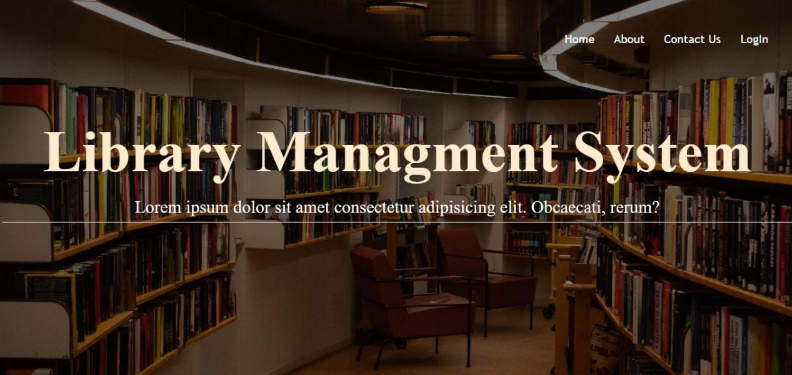 Home About Contact Us LogIn
Library Managment System
Lorem ipsum dolor sit amet consectetur adipisicing elit. Obcaecati, rerum?